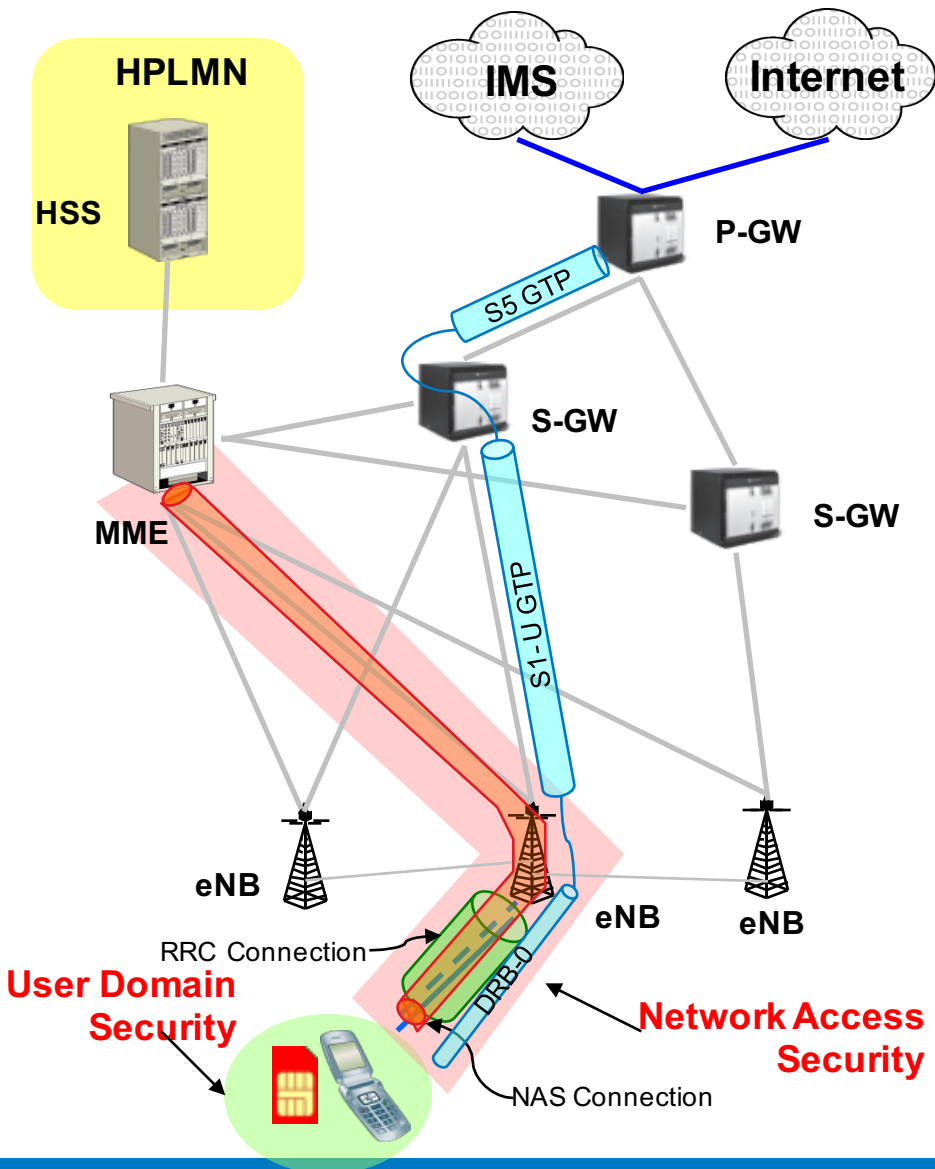 HPLMN
IMS
Internet
HSS
P-GW
S5 GTP
S-GW
S-GW
MME
S1-U GTP
eNB
eNB
eNB
RRC Connection
DRB-0
User Domain
Security
Network Access
Security
NAS Connection